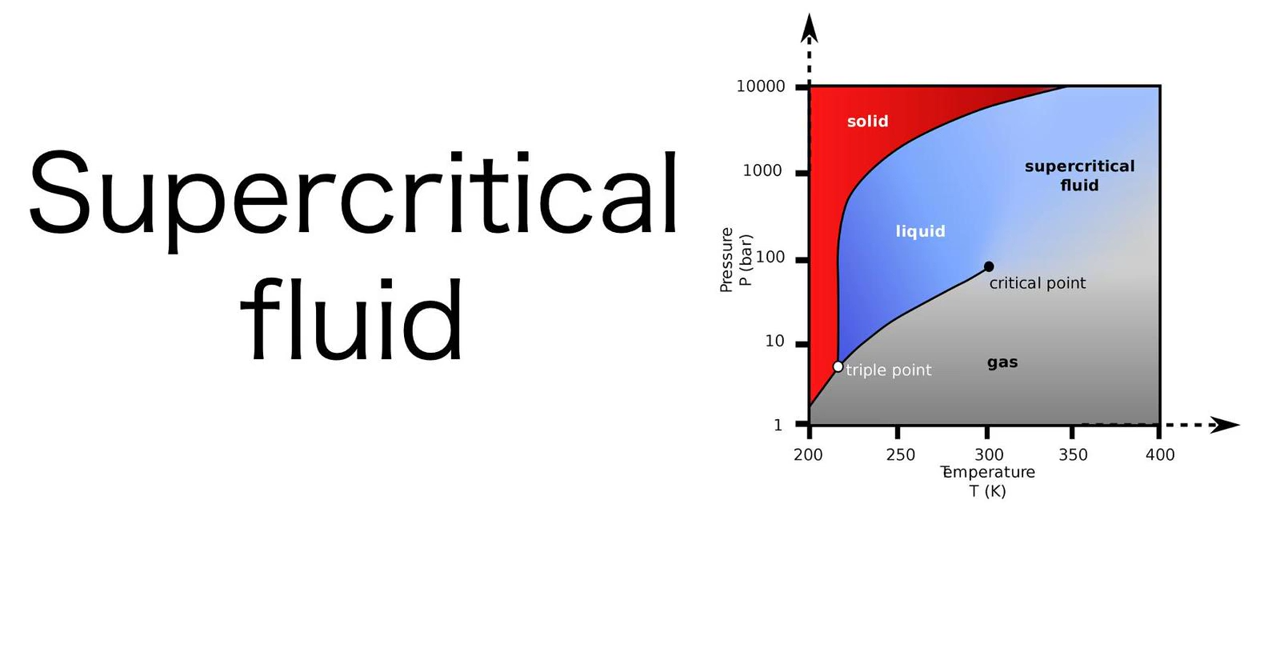 Supercritical
fluid
10000
1000
100
10
1
Pressure
P (bar)
solid
supercritical
fluid
liquid
critical point
gas
triple point
200 250 300 350 400
Temperature
T (K)